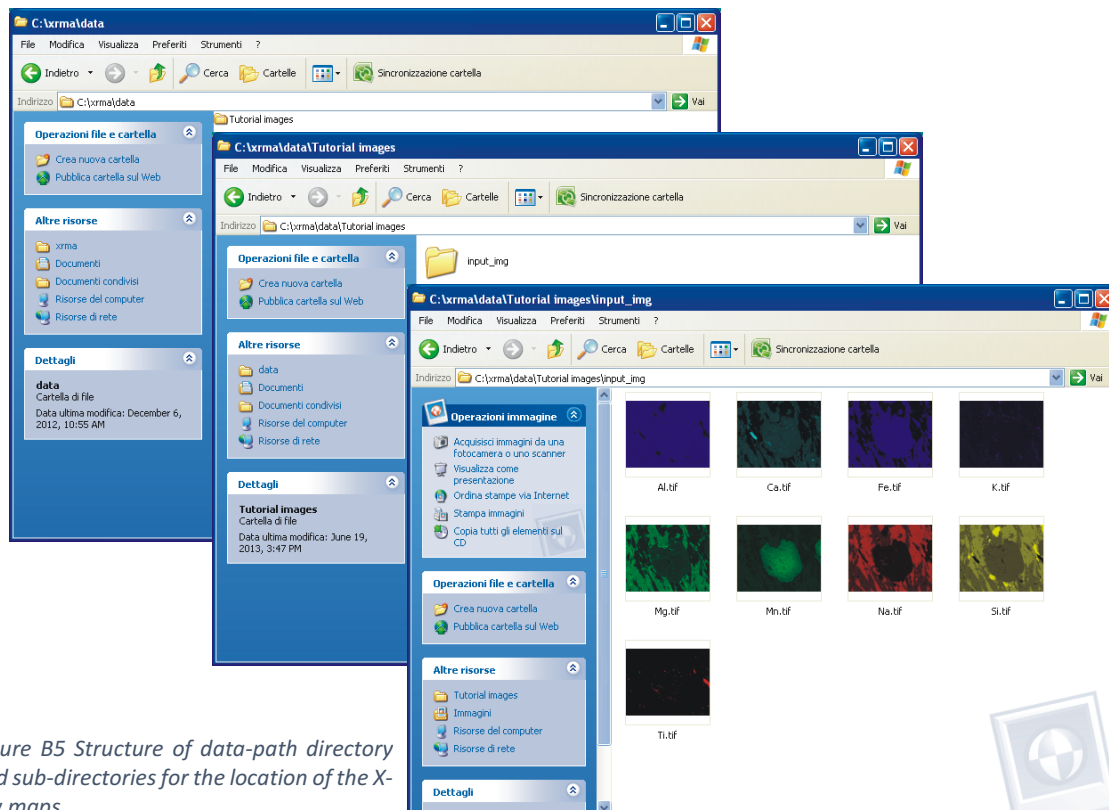 C:\xrma\data
File Modifica Visualizza Preferiti Strumenti ?
Indietro Cerca Cartelle Sincronizzazione cartella
Indirizzo C:\xrma\data Vai
Operazioni file e cartella
Crea nuova cartella
Pubblica cartella sul Web
Altre risorse
xrma
Documenti
Documenti condivisi
Risorse del computer
Risorse di rete
Dettagli
data
Cartella di file
Data ultima modifica: December 6,
2012, 10:55 AM
Tutorial images
C:\xrma\data\Tutorial images
File Modifica Visualizza Preferiti Strumenti ?
Indietro Cerca Cartelle Sincronizzazione cartella
Indirizzo C:\xrma\data\Tutorial images Vai
Operazioni file e cartella
Crea nuova cartella
Pubblica cartella sul Web
Altre risorse
data
Documenti
Documenti condivisi
Risorse del computer
Risorse di rete
Dettagli
Tutorial images
Cartella di file
Data ultima modifica: June 19,
2013, 3:47 PM
input_img
C:\xrma\data\Tutorial images\input_img
File Modifica Visualizza Preferiti Strumenti ?
Indietro Cerca Cartelle Sincronizzazione cartella
Indirizzo C:\xrma\data\Tutorial images\input_img Vai
Operazioni immagine
Acquisisci immagini da una
fotocamera o uno scanner
Visualizza come
presentazione
Ordina stampe via Internet
Stampa immagini
Copia tutti gli elementi sul
CD
Operazioni file e cartella
Crea nuova cartella
Pubblica cartella sul Web
Altre risorse
Tutorial images
Immagini
Risorse del computer
Risorse di rete
Dettagli
Al.tif Ca.tif Fe.tif K.tif
Mg.tif Mn.tif Na.tif Si.tif
Ti.tif
ure B5 Structure of data-path directory
d sub-directories for the location of the X-
maps